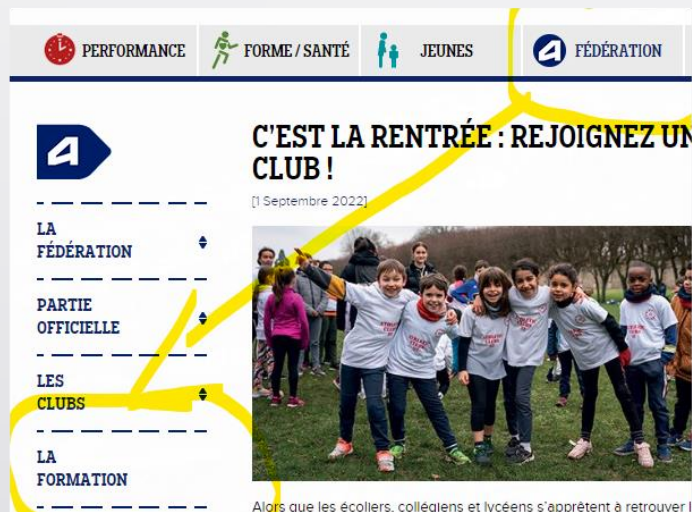 PERFORMANCE FORME / SANTÉ JEUNES FÉDÉRATION
C'EST LA RENTRÉE : REJOIGNEZ UN
CLUB !
[1 Septembre 2022]
LA
FÉDÉRATION
PARTIE
OFFICIELLE
LES
CLUBS
LA
FORMATION
Alors que les écoliers, collégiens et lycéens s'apprêtent à retrouver l